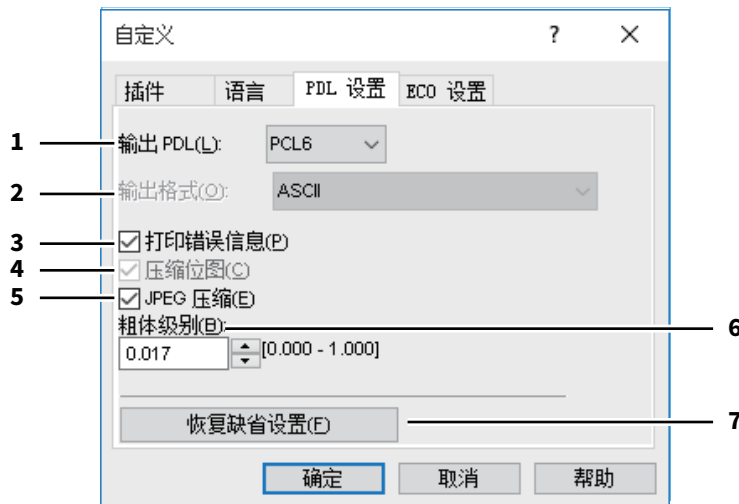 自定义 ?
插件 语言 PDL 设置 ECO 设置
1 输出 PDL(L): PCL6
2 输出格式(O): ASCII
3 打印错误信息(P)
4 压缩位图(C)
5 JPEG 压缩(E)
粗体级别(B): 6
0.017 [0.000 - 1.000]
恢复缺省设置(F) 7
确定 取消 帮助